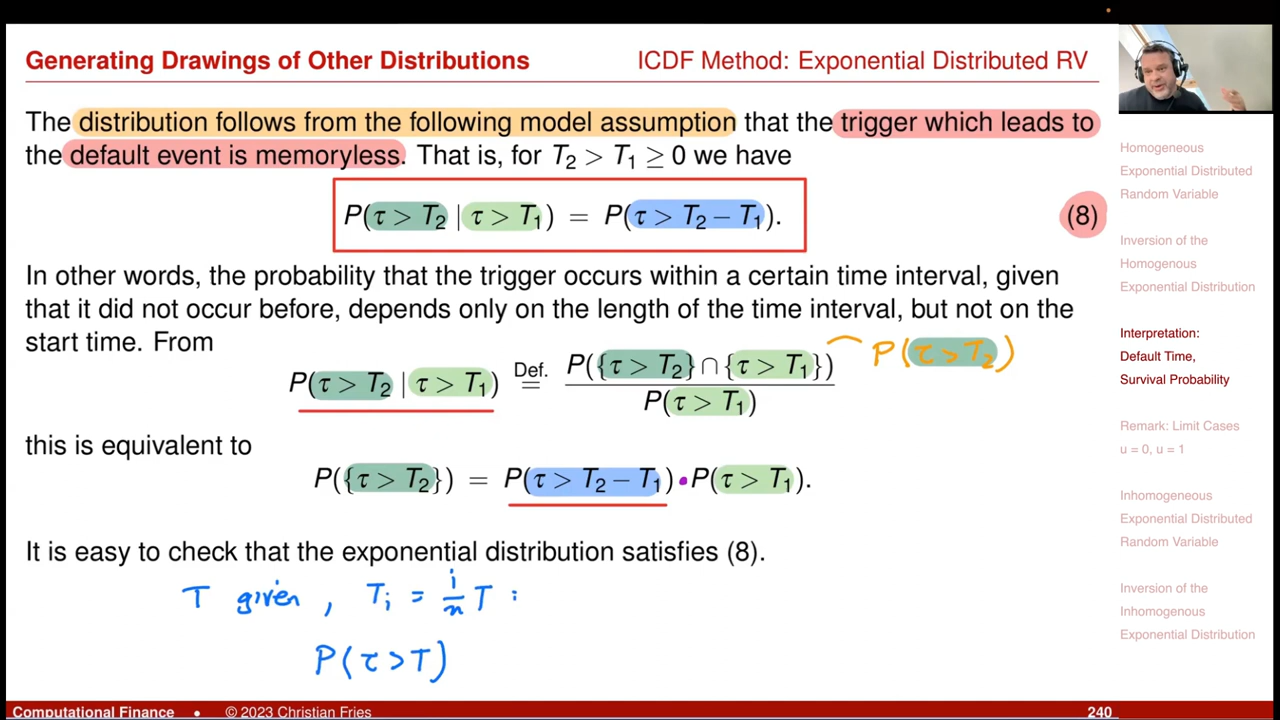 Generating Drawings of Other Distributions
ICDF Method: Exponential Distributed RV
The distribution follows from the following model assumption that the trigger which leads to
the default event is memoryless. That is, for T₂ > T₁ ≥ 0 we have
P(τ > T₂ | τ > T₁) = P(τ > T₂ − T₁). (8)
In other words, the probability that the trigger occurs within a certain time interval, given
that it did not occur before, depends only on the length of the time interval, but not on the
start time. From
P(τ > T₂)
P(τ > T₂ | τ > T₁) Def. = P({τ > T₂} ∩ {τ > T₁}) / P(τ > T₁)
this is equivalent to
P({τ > T₂}) = P(τ > T₂ − T₁) • P(τ > T₁).
It is easy to check that the exponential distribution satisfies (8).
T given , Tᵢ = i/n T :
P(τ > T)
Homogeneous
Exponential Distributed
Random Variable
Inversion of the
Homogenous
Exponential Distribution
Interpretation:
Default Time,
Survival Probability
Remark: Limit Cases
u = 0, u = 1
Inhomogeneous
Exponential Distributed
Random Variable
Inversion of the
Inhomogenous
Exponential Distribution
Computational Finance • © 2023 Christian Fries
240